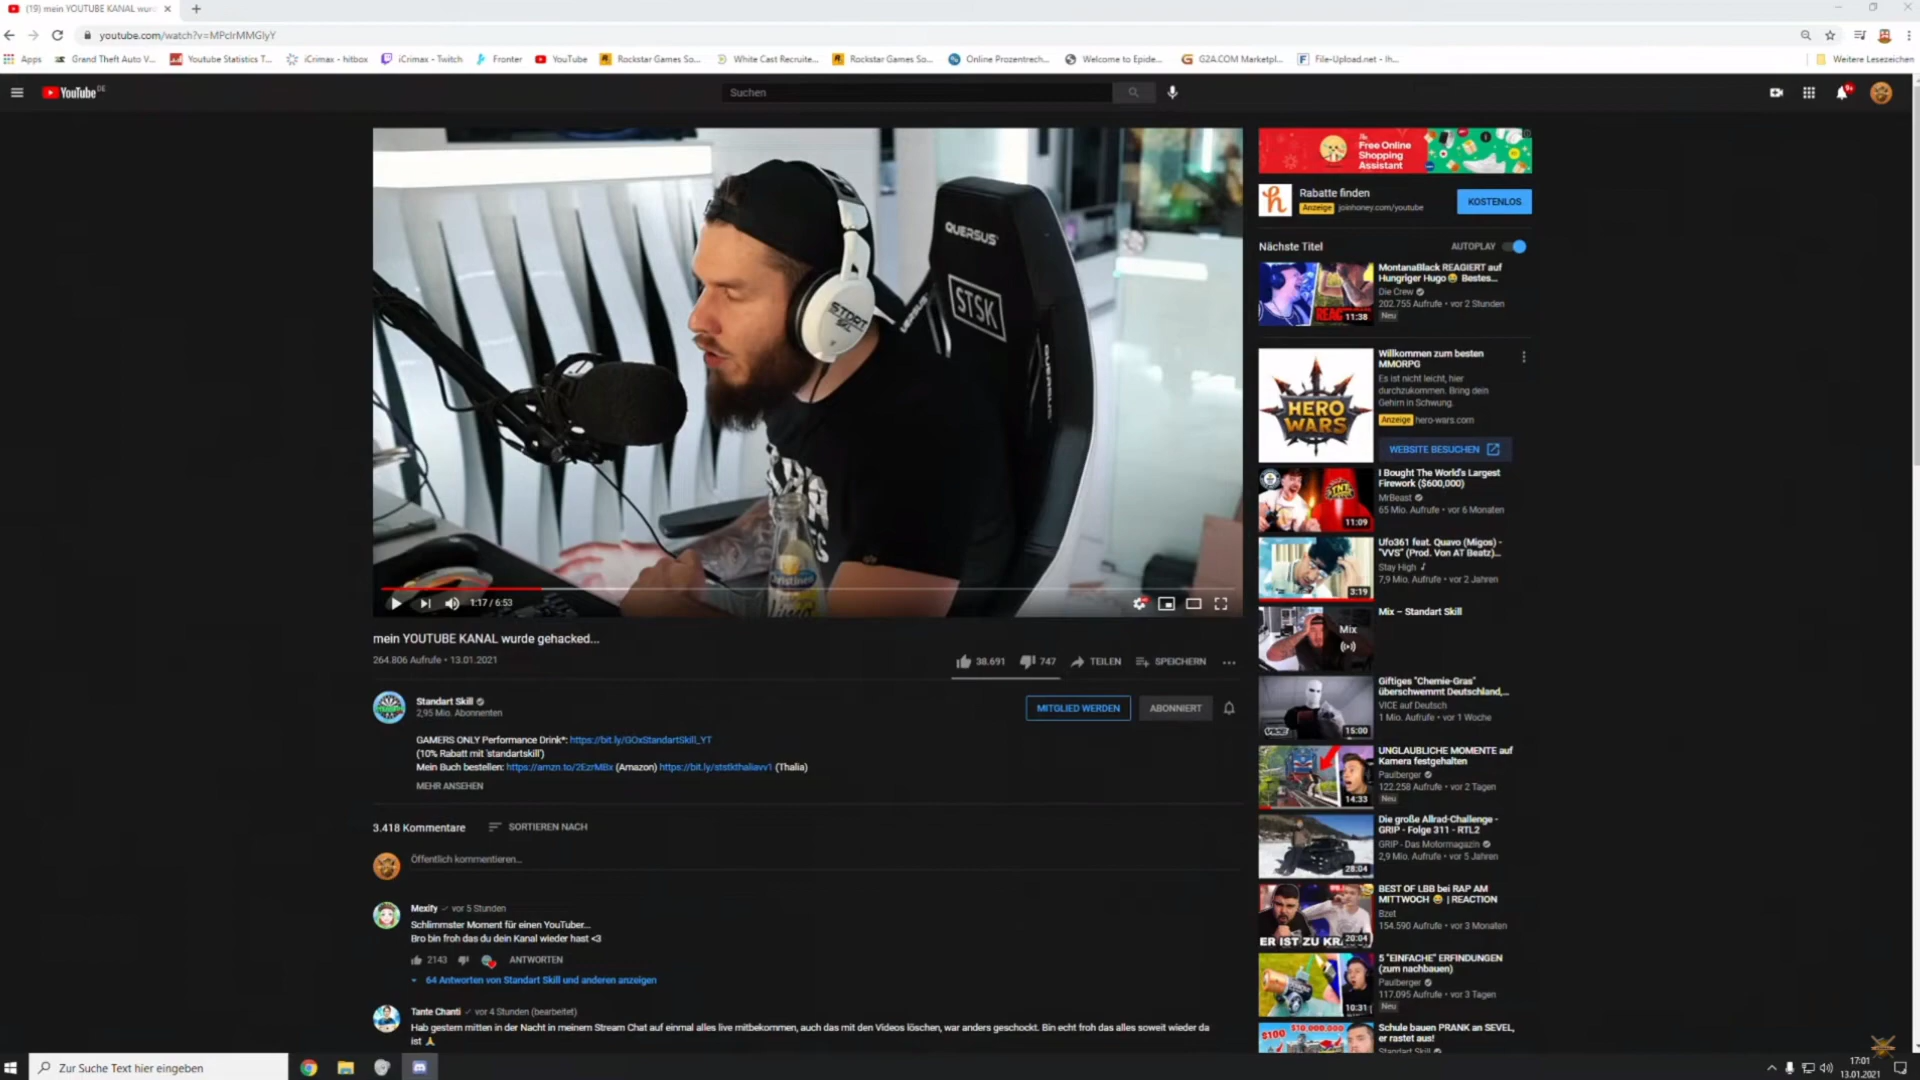 (19) mein YOUTUBE KANAL wurd
youtube.com/watch?v=MPclrMMGlyY
Apps
Grand Theft Auto V...
Youtube Statistics T...
iCrimax - hitbox
iCrimax - Twitch
Fronter
YouTube
Rockstar Games So...
White Cast Recruite...
Rockstar Games So...
Online Prozentrech...
Welcome to Epide...
G2A.COM Marketpl...
File-Upload.net - Ih...
Weitere Lesezeichen
YouTube DE
Suchen
9+
QUERSUS
STSK
1:17 / 6:53
mein YOUTUBE KANAL wurde gehacked...
264.806 Aufrufe • 13.01.2021
38.691
747
TEILEN
SPEICHERN
Standart Skill
2,95 Mio. Abonnenten
MITGLIED WERDEN
ABONNIERT
GAMERS ONLY Performance Drink*: https://bit.ly/GOxStandartSkill_YT
(10% Rabatt mit 'standartskill')
Mein Buch bestellen: https://amzn.to/2EzrMBx (Amazon) https://bit.ly/ststkthaliavv1 (Thalia)
MEHR ANSEHEN
3.418 Kommentare
SORTIEREN NACH
Öffentlich kommentieren...
Mexify vor 5 Stunden
Schlimmster Moment für einen YouTuber...
Bro bin froh das du dein Kanal wieder hast <3
2143
ANTWORTEN
64 Antworten von Standart Skill und anderen anzeigen
Tante Chanti vor 4 Stunden (bearbeitet)
Hab gestern mitten in der Nacht in meinem Stream Chat auf einmal alles live mitbekommen, auch das mit den Videos löschen, war anders geschockt. Bin echt froh das alles soweit wieder da
ist 🙏
Free Online
Shopping
Assistant
h
Rabatte finden
Anzeige joinhoney.com/youtube
KOSTENLOS
Nächste Titel
AUTOPLAY
11:38
MontanaBlack REAGIERT auf
Hungriger Hugo 😂 Bestes...
Die Crew
202.755 Aufrufe • vor 2 Stunden
Neu
HERO
WARS
Willkommen zum besten
MMORPG
Es ist nicht leicht, hier
durchzukommen. Bring dein
Gehirn in Schwung.
Anzeige hero-wars.com
WEBSITE BESUCHEN
TNT
11:09
I Bought The World's Largest
Firework ($600,000)
MrBeast
65 Mio. Aufrufe • vor 6 Monaten
3:19
Ufo361 feat. Quavo (Migos) -
"VVS" (Prod. Von AT Beatz)...
Stay High
7,9 Mio. Aufrufe • vor 2 Jahren
Mix
Mix – Standart Skill
VICE
15:00
Giftiges "Chemie-Gras"
überschwemmt Deutschland,...
VICE auf Deutsch
1 Mio. Aufrufe • vor 1 Woche
14:33
UNGLAUBLICHE MOMENTE auf
Kamera festgehalten
Paulberger
122.258 Aufrufe • vor 2 Tagen
Neu
28:04
Die große Allrad-Challenge -
GRIP - Folge 311 - RTL2
GRIP - Das Motormagazin
2,9 Mio. Aufrufe • vor 5 Jahren
ER IST ZU KR
20:04
BEST OF LBB bei RAP AM
MITTWOCH 😂 | REACTION
Bzet
154.590 Aufrufe • vor 3 Monaten
10:31
5 "EINFACHE" ERFINDUNGEN
(zum nachbauen)
Paulberger
117.095 Aufrufe • vor 3 Tagen
Neu
$100 $10.000.000
Schule bauen PRANK an SEVEL,
er rastet aus!
Standart Skill
Zur Suche Text hier eingeben
17:01
13.01.2021